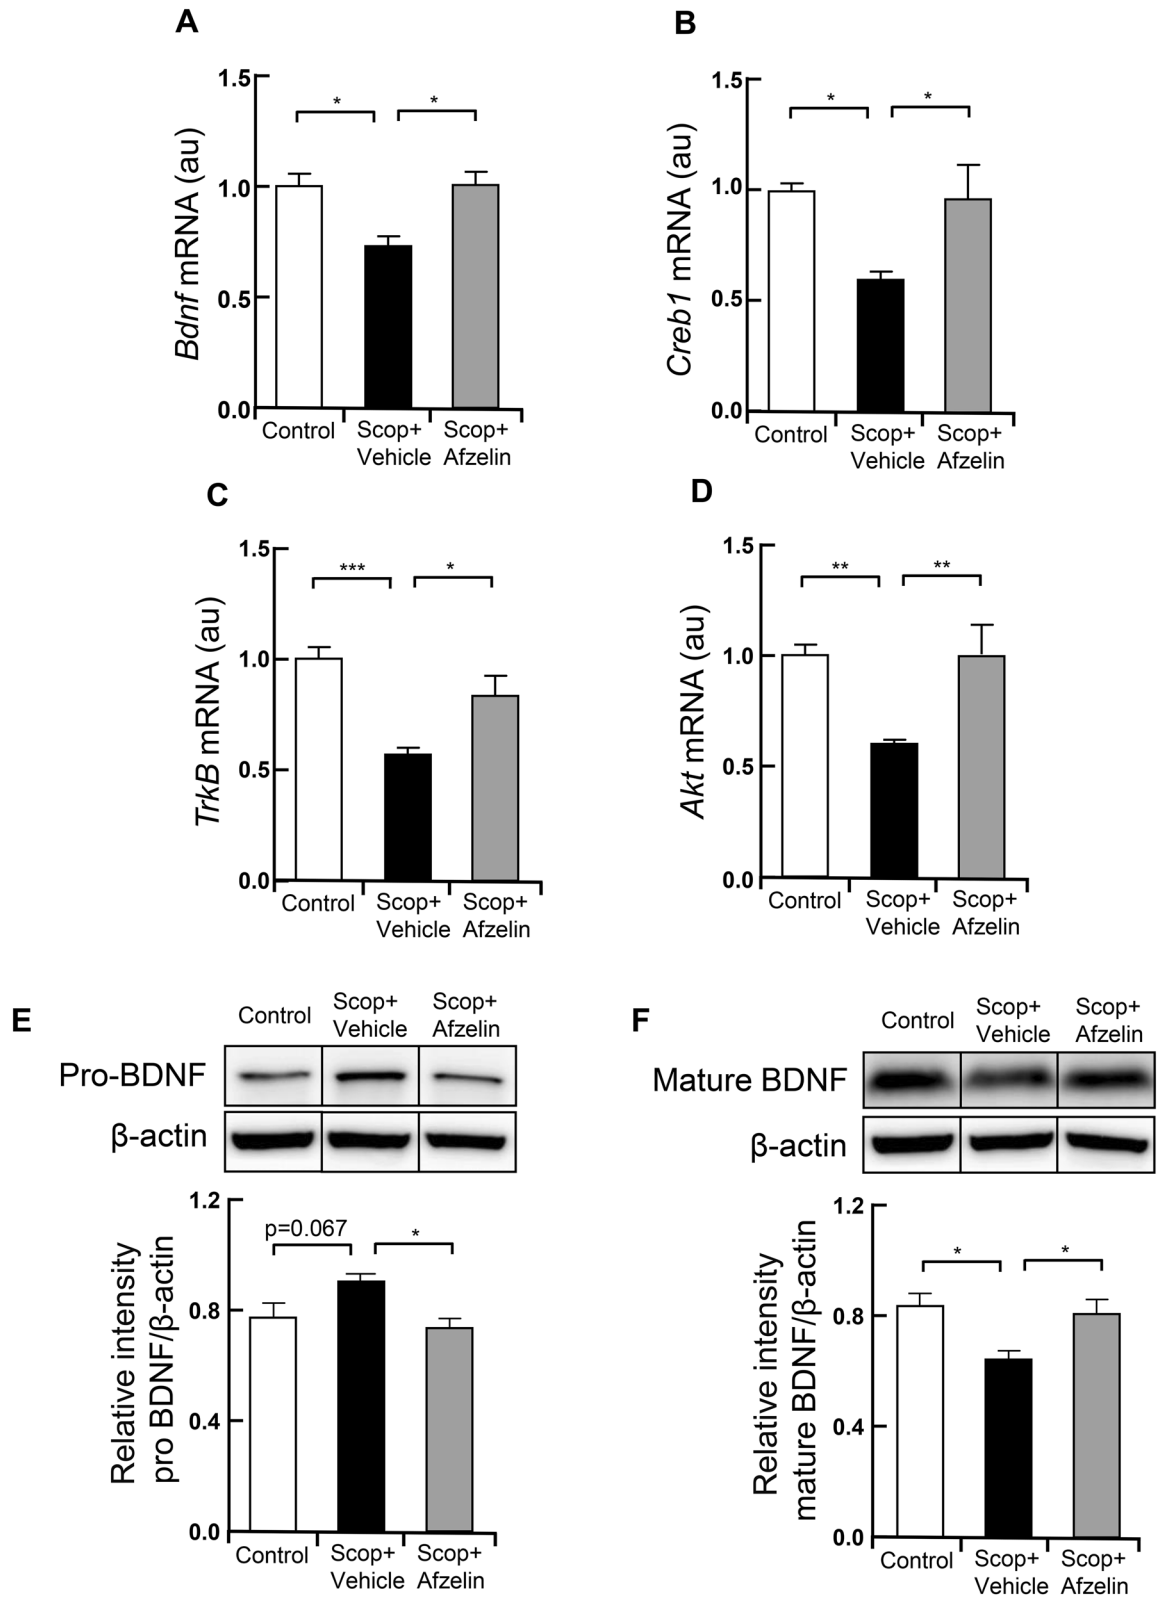 A
Bdnf mRNA (au)
1.5
1.0
0.5
0.0
*
*
Control
Scop+
Vehicle
Scop+
Afzelin
B
Creb1 mRNA (au)
1.5
1.0
0.5
0.0
*
*
Control
Scop+
Vehicle
Scop+
Afzelin
C
TrkB mRNA (au)
1.5
1.0
0.5
0.0
***
*
Control
Scop+
Vehicle
Scop+
Afzelin
D
Akt mRNA (au)
1.5
1.0
0.5
0.0
**
**
Control
Scop+
Vehicle
Scop+
Afzelin
E
Control
Scop+
Vehicle
Scop+
Afzelin
Pro-BDNF
β-actin
Relative intensity
pro BDNF/β-actin
1.2
0.8
0.4
0.0
p=0.067
*
Control
Scop+
Vehicle
Scop+
Afzelin
F
Control
Scop+
Vehicle
Scop+
Afzelin
Mature BDNF
β-actin
Relative intensity
mature BDNF/β-actin
1.2
0.8
0.4
0.0
*
*
Control
Scop+
Vehicle
Scop+
Afzelin